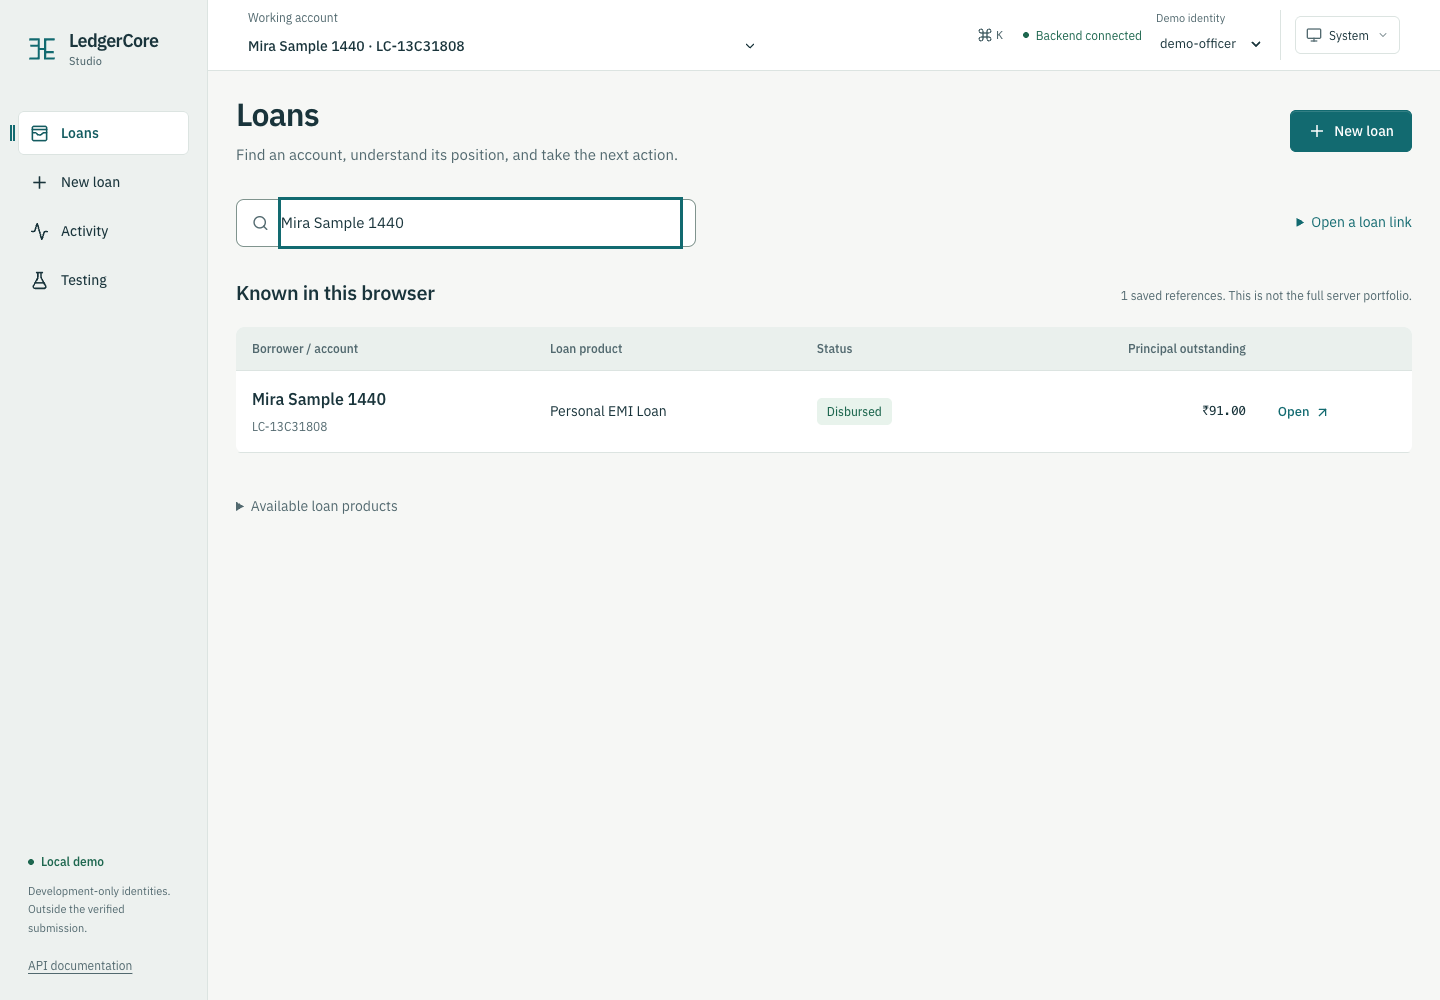 LedgerCore
Studio
Loans
New loan
Activity
Testing
Local demo
Development-only identities.
Outside the verified
submission.
API documentation
Working account
Mira Sample 1440 · LC-13C31808
⌘ K
Backend connected
Demo identity
demo-officer
System
Loans
Find an account, understand its position, and take the next action.
New loan
Mira Sample 1440
Open a loan link
Known in this browser
1 saved references. This is not the full server portfolio.
Borrower / account
Loan product
Status
Principal outstanding
Mira Sample 1440
LC-13C31808
Personal EMI Loan
Disbursed
₹91.00
Open
Available loan products